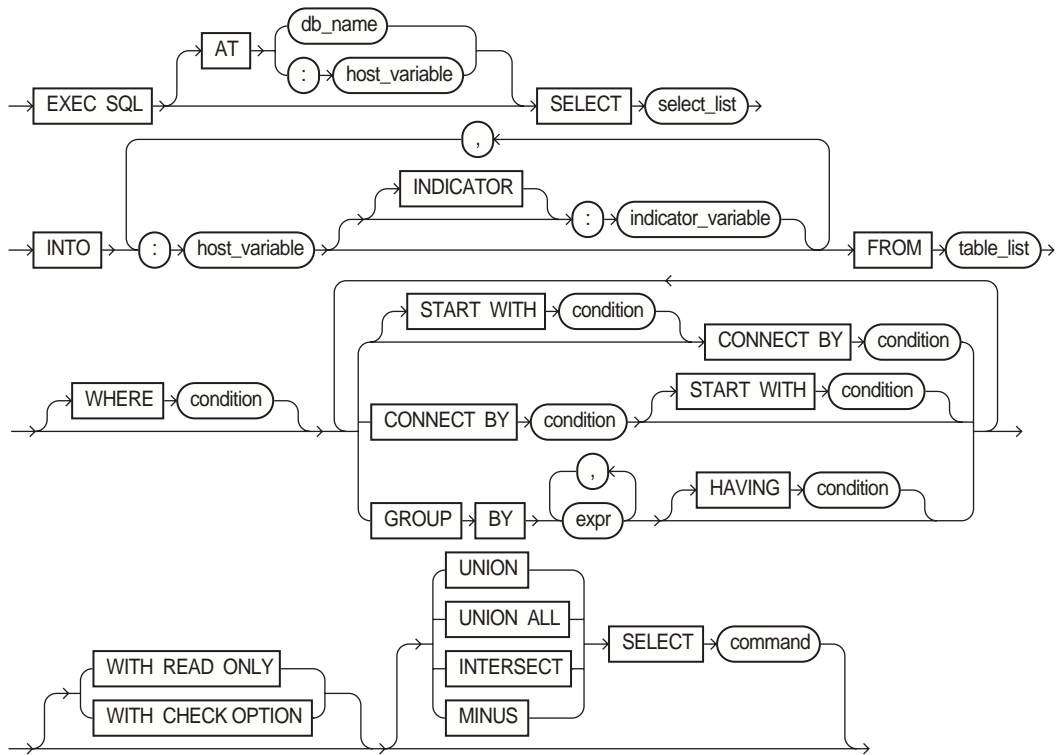 db_name
AT
: host_variable
EXEC SQL SELECT select_list
,
INDICATOR
: indicator_variable
INTO : host_variable FROM table_list
START WITH condition
CONNECT BY condition
WHERE condition START WITH condition
CONNECT BY condition
,
HAVING condition
GROUP BY expr
UNION
UNION ALL
SELECT command
WITH READ ONLY INTERSECT
WITH CHECK OPTION MINUS